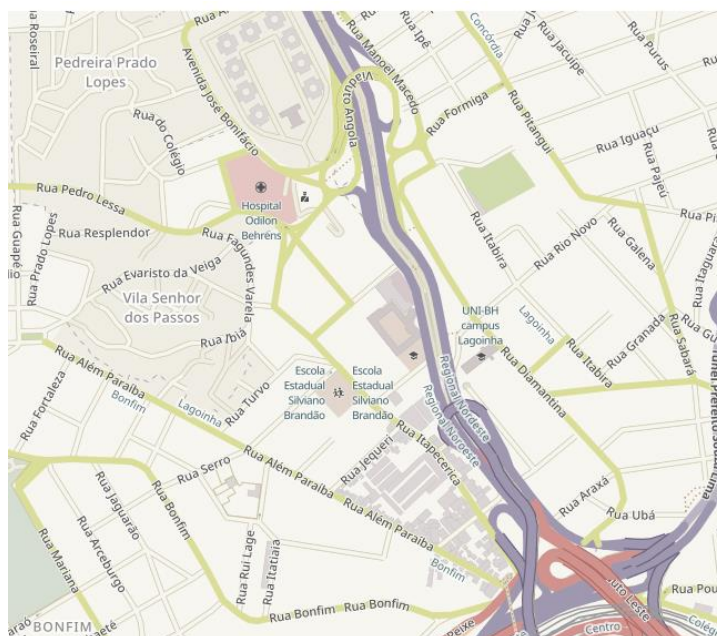 Rua Ipê
Concórdia
Rua Jacuípe
Rua Purus
Rua Roseiral
Pedreira Prado
Lopes
Rua Manoel Macedo
Viaduto Angola
Avenida José Bonifácio
Rua do Colégio
Rua Formiga
Rua Pitangui
Rua Iguaçu
Rua Pajeú
Rua Pedro Lessa
Hospital
Odilon
Behrens
Rua Guapé
Rua Prado Lopes
Rua Resplendor
Rua Fagundes Varela
Rua Itabira
Rua Rio Novo
Rua Galena
Rua Evaristo da Veiga
Vila Senhor
dos Passos
Rua Ibiá
UNI-BH
campus
Lagoinha
Lagoinha
Rua Itabira
Rua Granada
Rua Sabará
Rua Além Paraíba
Bonfim
Lagoinha
Rua Turvo
Rua Fortaleza
Escola
Estadual
Silviano
Brandão
Escola
Estadual
Silviano
Brandão
Regional Nordeste
Regional Noroeste
Rua Diamantina
Rua Itapecerica
Rua Jequeri
Rua Serro
Rua Além Paraíba
Rua Além Paraíba
Rua Araxá
Rua Ubá
Rua Jaguarão
Rua Bonfim
Rua Arceburgo
Rua Mariana
Rua Rui Lage
Rua Itatiaia
Bonfim
BONFIM
Rua Bonfim
Rua Bonfim
Peixe
Centro
uto Leste